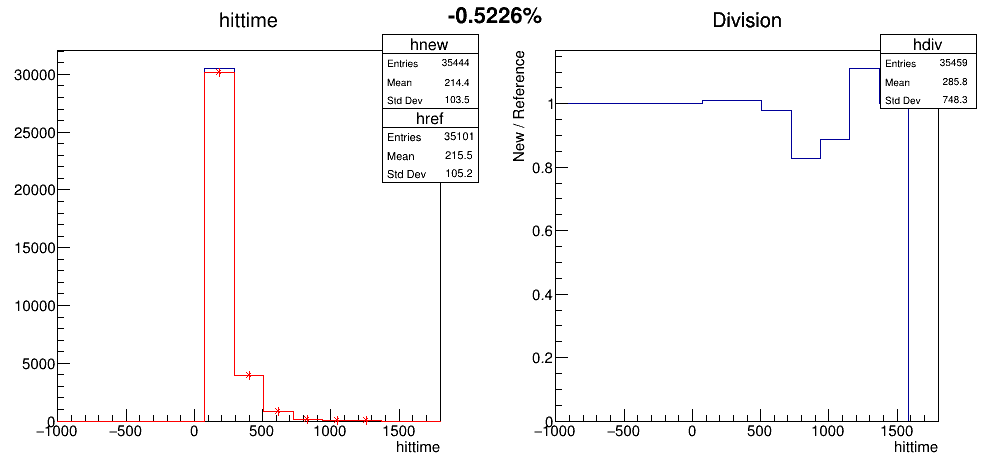 -0.5226%
hittime
hnew
Entries 35444
Mean 214.4
Std Dev 103.5
href
Entries 35101
Mean 215.5
Std Dev 105.2
30000
25000
20000
15000
10000
5000
0
−1000 −500 0 500 1000 1500
hittime
Division
hdiv
Entries 35459
Mean 285.8
Std Dev 748.3
New / Reference
1
0.8
0.6
0.4
0.2
0
−1000 −500 0 500 1000 1500
hittime